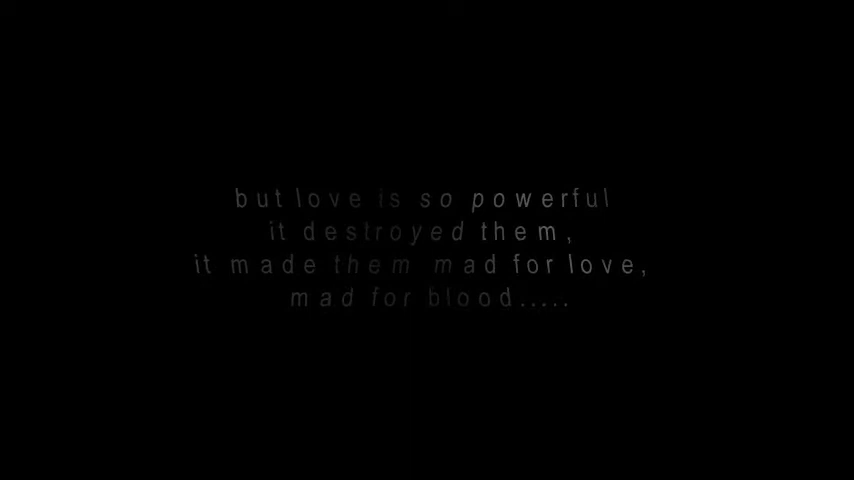 but love is so powerful
it destroyed them,
it made them mad for love,
mad for blood.....